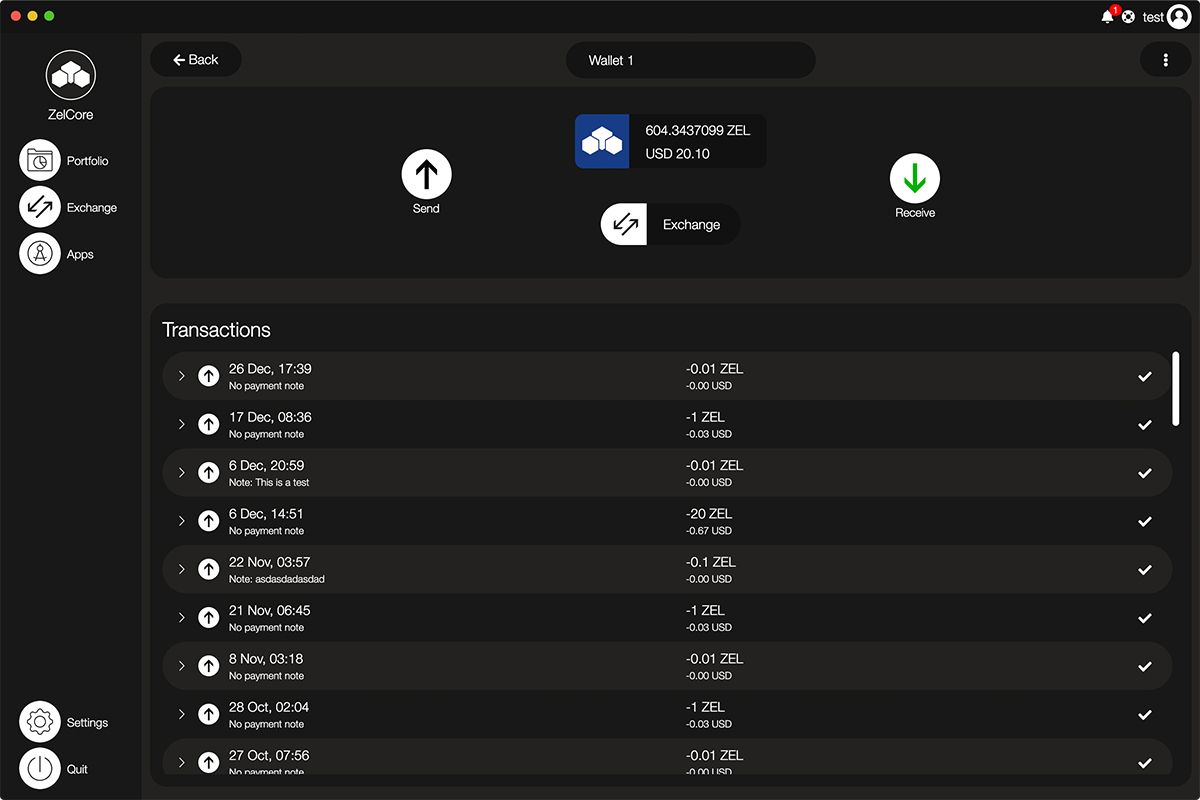 1
test
ZelCore
Portfolio
Exchange
Apps
Settings
Quit
Back
Wallet 1
604.3437099 ZEL
USD 20.10
Send
Exchange
Receive
Transactions
26 Dec, 17:39 -0.01 ZEL
No payment note -0.00 USD
17 Dec, 08:36 -1 ZEL
No payment note -0.03 USD
6 Dec, 20:59 -0.01 ZEL
Note: This is a test -0.00 USD
6 Dec, 14:51 -20 ZEL
No payment note -0.67 USD
22 Nov, 03:57 -0.1 ZEL
Note: asdasdadasdad -0.00 USD
21 Nov, 06:45 -1 ZEL
No payment note -0.03 USD
8 Nov, 03:18 -0.01 ZEL
No payment note -0.00 USD
28 Oct, 02:04 -1 ZEL
No payment note -0.03 USD
27 Oct, 07:56 -0.01 ZEL
No payment note -0.00 USD